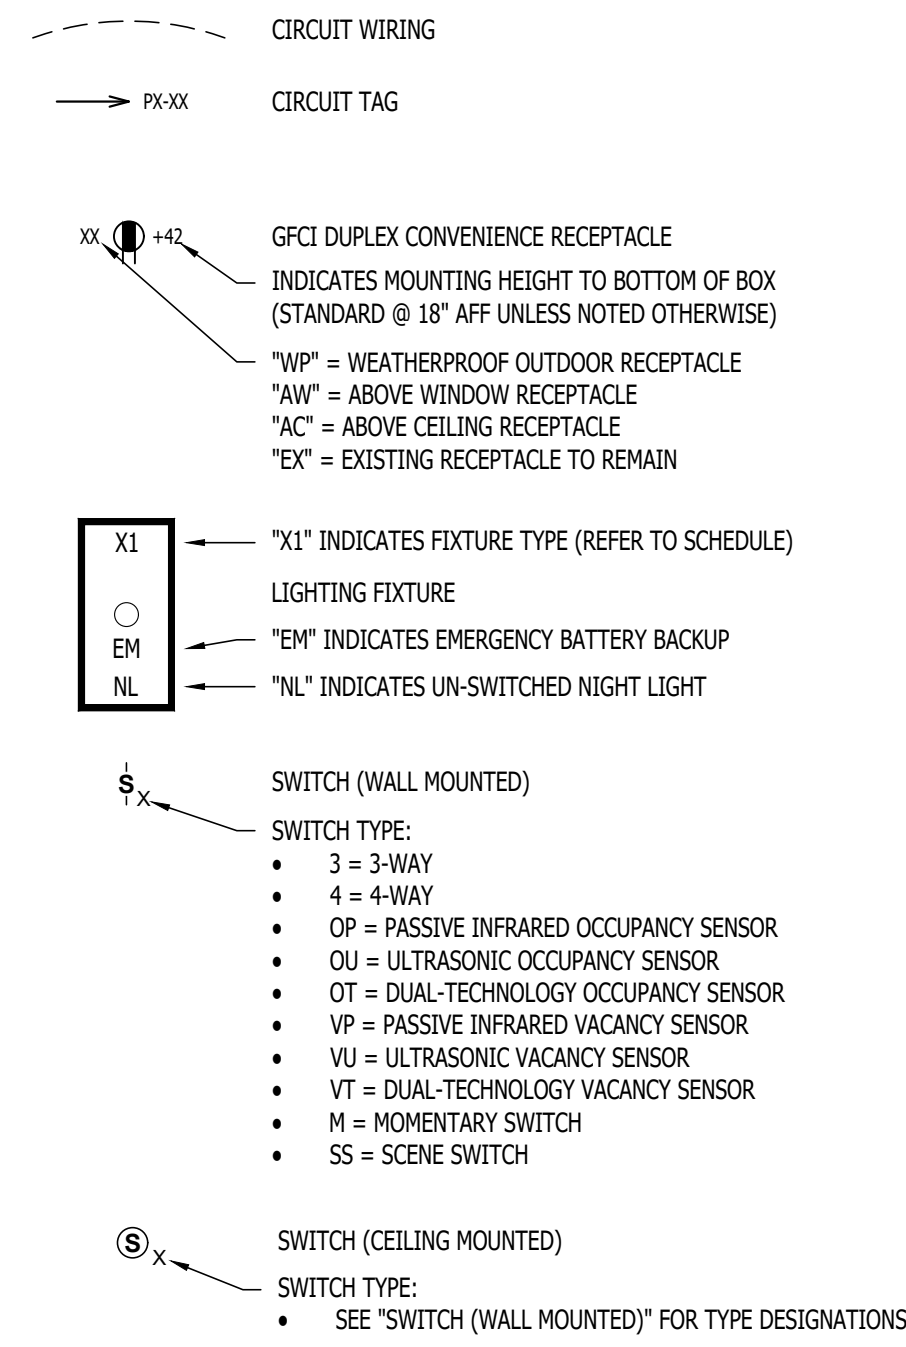 CIRCUIT WIRING
PX-XX CIRCUIT TAG
XX +42 GFCI DUPLEX CONVENIENCE RECEPTACLE
INDICATES MOUNTING HEIGHT TO BOTTOM OF BOX
(STANDARD @ 18" AFF UNLESS NOTED OTHERWISE)
"WP" = WEATHERPROOF OUTDOOR RECEPTACLE
"AW" = ABOVE WINDOW RECEPTACLE
"AC" = ABOVE CEILING RECEPTACLE
"EX" = EXISTING RECEPTACLE TO REMAIN
X1 "X1" INDICATES FIXTURE TYPE (REFER TO SCHEDULE)
LIGHTING FIXTURE
EM "EM" INDICATES EMERGENCY BATTERY BACKUP
NL "NL" INDICATES UN-SWITCHED NIGHT LIGHT
S X SWITCH (WALL MOUNTED)
SWITCH TYPE:
• 3 = 3-WAY
• 4 = 4-WAY
• OP = PASSIVE INFRARED OCCUPANCY SENSOR
• OU = ULTRASONIC OCCUPANCY SENSOR
• OT = DUAL-TECHNOLOGY OCCUPANCY SENSOR
• VP = PASSIVE INFRARED VACANCY SENSOR
• VU = ULTRASONIC VACANCY SENSOR
• VT = DUAL-TECHNOLOGY VACANCY SENSOR
• M = MOMENTARY SWITCH
• SS = SCENE SWITCH
S X SWITCH (CEILING MOUNTED)
SWITCH TYPE:
• SEE "SWITCH (WALL MOUNTED)" FOR TYPE DESIGNATIONS